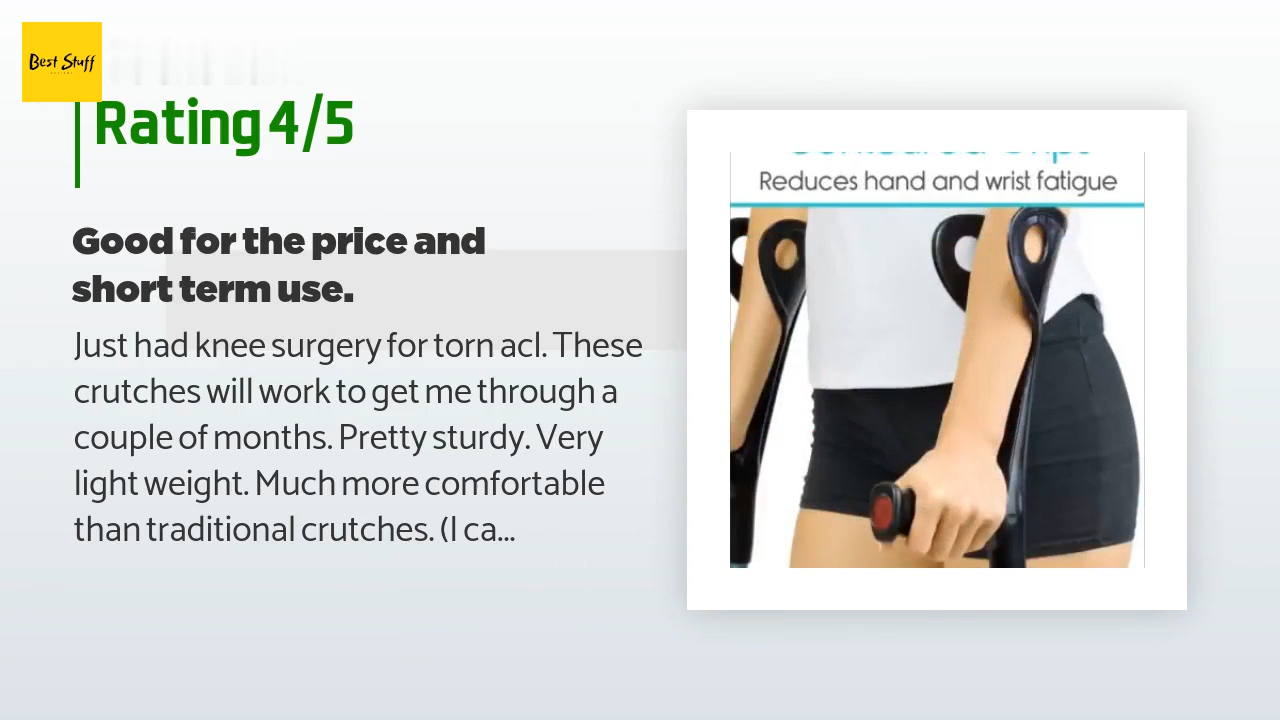 Best Stuff
Rating 4/5
Good for the price and
short term use.
Just had knee surgery for torn acl. These
crutches will work to get me through a
couple of months. Pretty sturdy. Very
light weight. Much more comfortable
than traditional crutches. (I ca...
Reduces hand and wrist fatigue